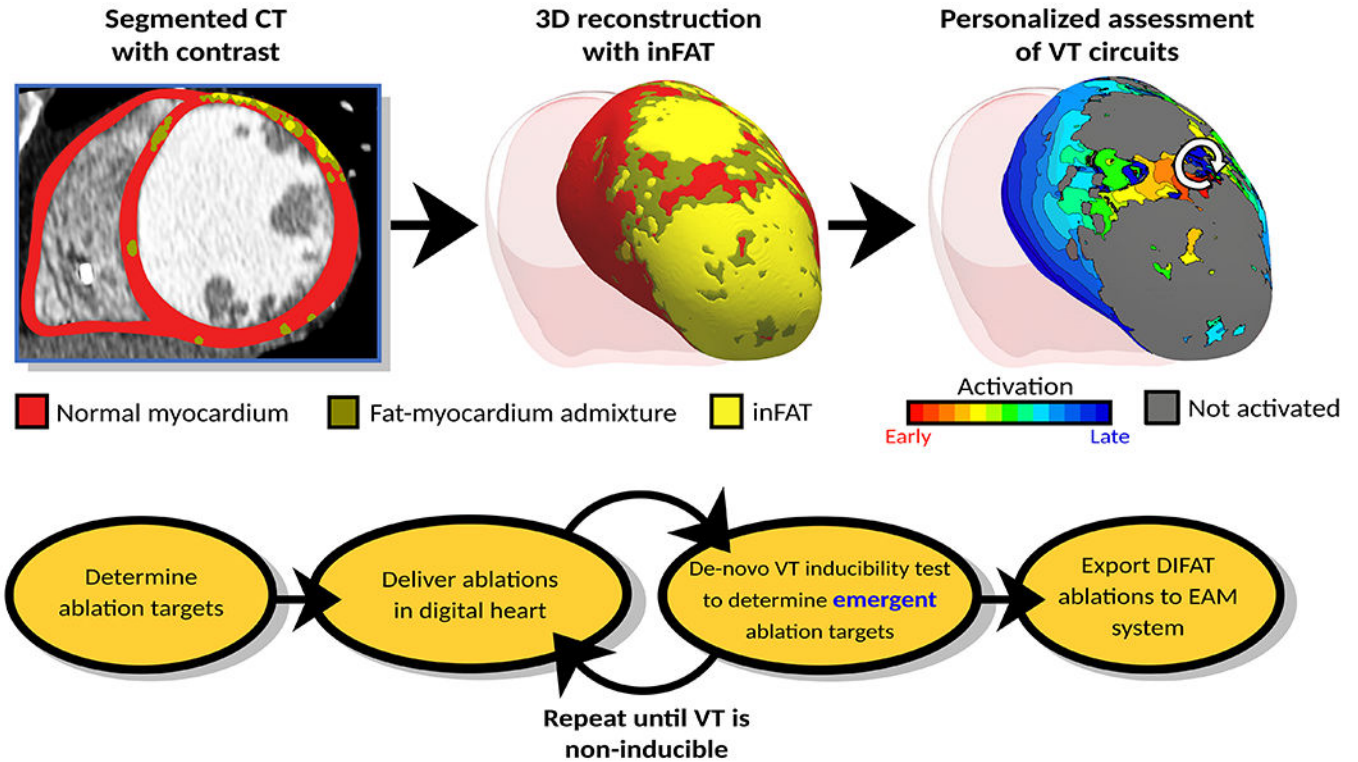 Segmented CT
with contrast
3D reconstruction
with inFAT
Personalized assessment
of VT circuits
Normal myocardium
Fat-myocardium admixture
inFAT
Activation
Early
Late
Not activated
Determine
ablation targets
Deliver ablations
in digital heart
De-novo VT inducibility test
to determine emergent
ablation targets
Export DIFAT
ablations to EAM
system
Repeat until VT is
non-inducible